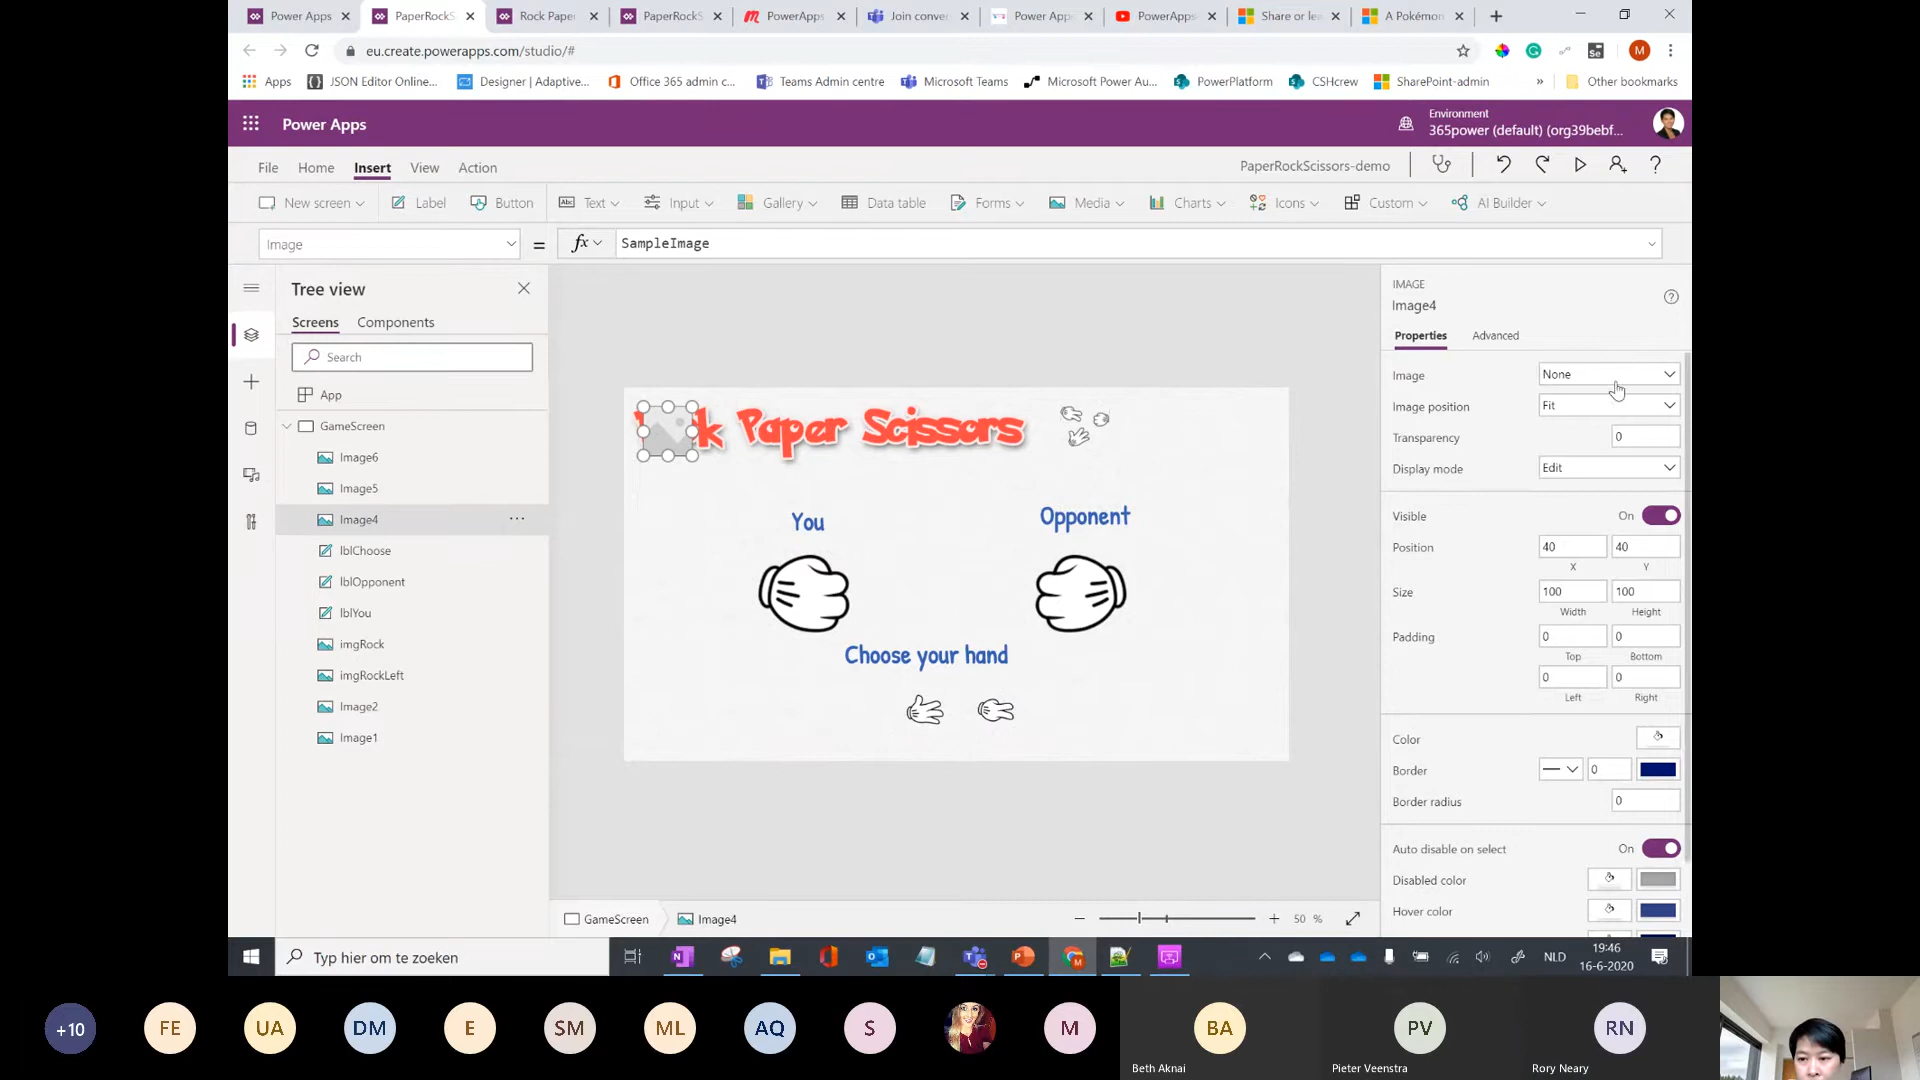 Power Apps
PaperRockS
Rock Paper
PaperRockS
PowerApps
Join conve
Power App
PowerApps
Share or lea
A Pokémon
eu.create.powerapps.com/studio/#
M
Apps
JSON Editor Online...
Designer | Adaptive...
Office 365 admin c...
Teams Admin centre
Microsoft Teams
Microsoft Power Au...
PowerPlatform
CSHcrew
SharePoint-admin
»
Other bookmarks
Power Apps
Environment
365power (default) (org39bebf...
File
Home
Insert
View
Action
PaperRockScissors-demo
New screen
Label
Button
Text
Input
Gallery
Data table
Forms
Media
Charts
Icons
Custom
AI Builder
Image
=
fx
SampleImage
Tree view
Screens
Components
Search
App
GameScreen
Image6
Image5
Image4
...
lblChoose
lblOpponent
lblYou
imgRock
imgRockLeft
Image2
Image1
k Paper Scissors
You
Opponent
Choose your hand
GameScreen
Image4
50 %
IMAGE
Image4
Properties
Advanced
Image
None
Image position
Fit
Transparency
0
Display mode
Edit
Visible
On
Position
40
40
X
Y
Size
100
100
Width
Height
Padding
0
0
Top
Bottom
0
0
Left
Right
Color
Border
0
Border radius
0
Auto disable on select
On
Disabled color
Hover color
Typ hier om te zoeken
NLD
19:46
16-6-2020
+10
FE
UA
DM
E
SM
ML
AQ
S
M
BA
Beth Aknai
PV
Pieter Veenstra
RN
Rory Neary